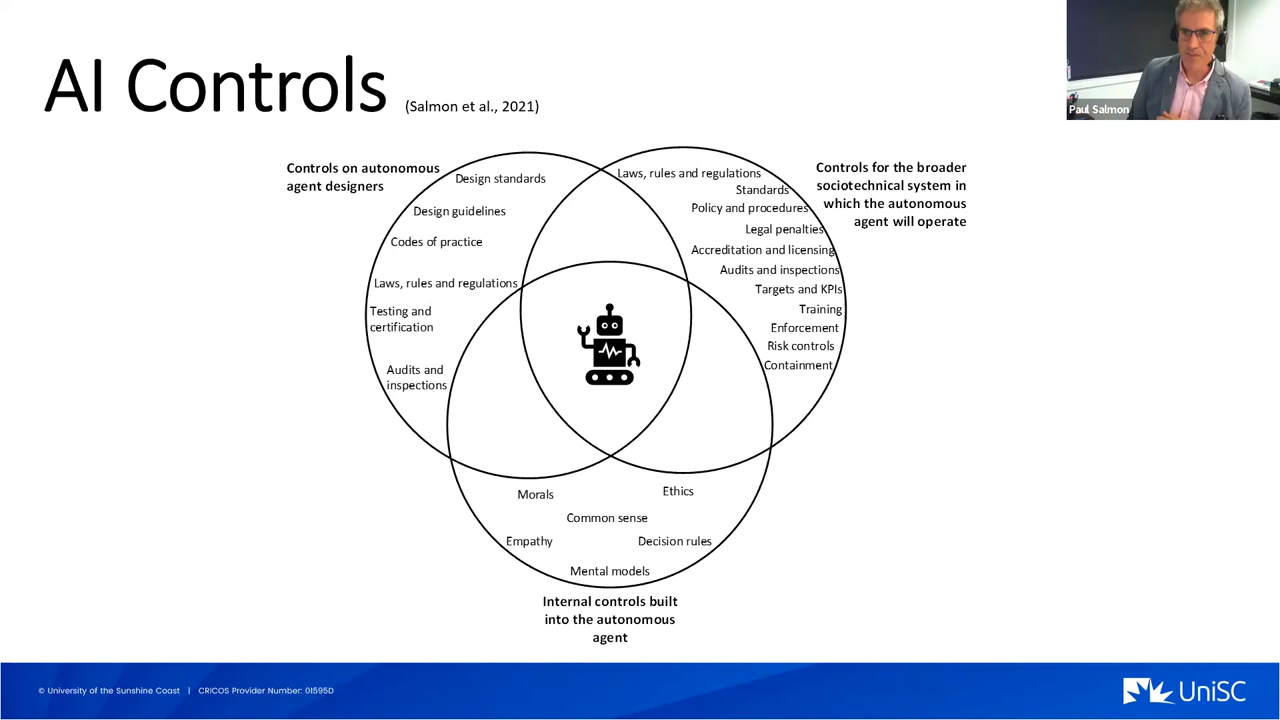 AI Controls
(Salmon et al., 2021)
Paul Salmon
Controls on autonomous
agent designers
Design standards
Design guidelines
Codes of practice
Laws, rules and regulations
Testing and
certification
Audits and
inspections
Laws, rules and regulations
Standards
Policy and procedures
Legal penalties
Accreditation and licensing
Audits and inspections
Targets and KPIs
Training
Enforcement
Risk controls
Containment
Controls for the broader
sociotechnical system in
which the autonomous
agent will operate
Morals
Ethics
Common sense
Empathy
Decision rules
Mental models
Internal controls built
into the autonomous
agent
© University of the Sunshine Coast | CRICOS Provider Number: 01595D
UniSC